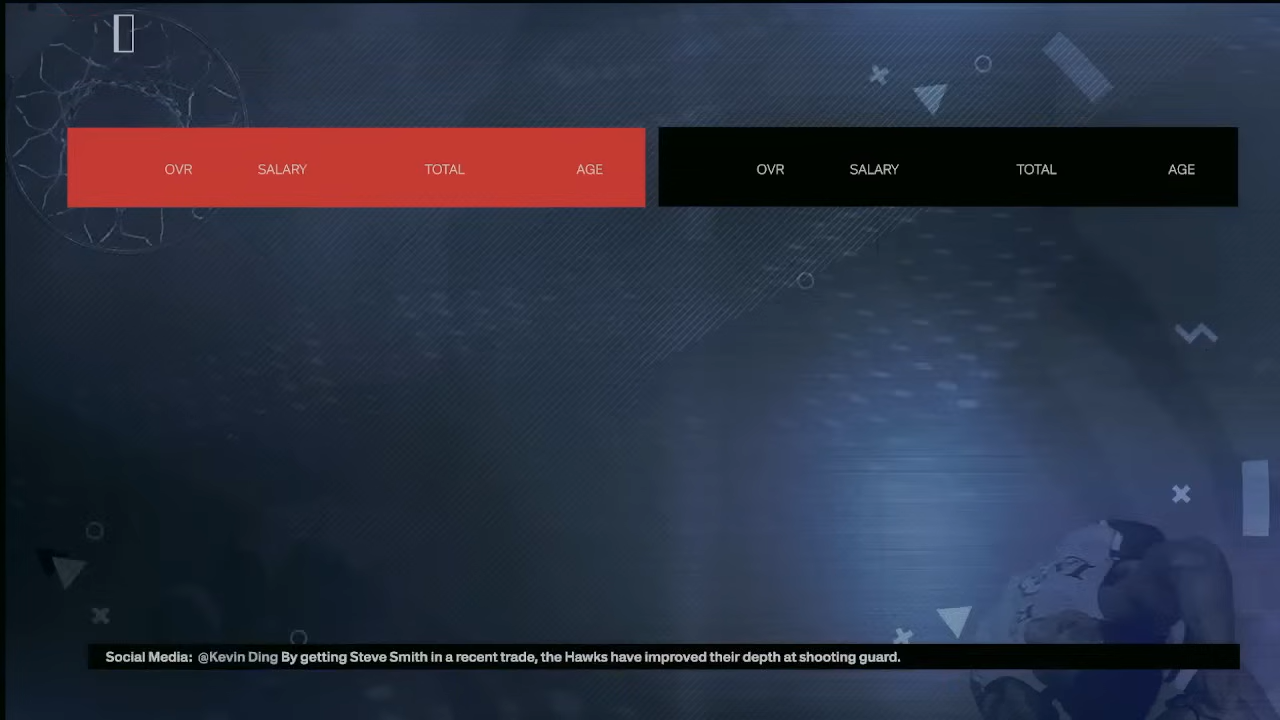 OVR SALARY TOTAL AGE
OVR SALARY TOTAL AGE
Social Media: @Kevin Ding By getting Steve Smith in a recent trade, the Hawks have improved their depth at shooting guard.